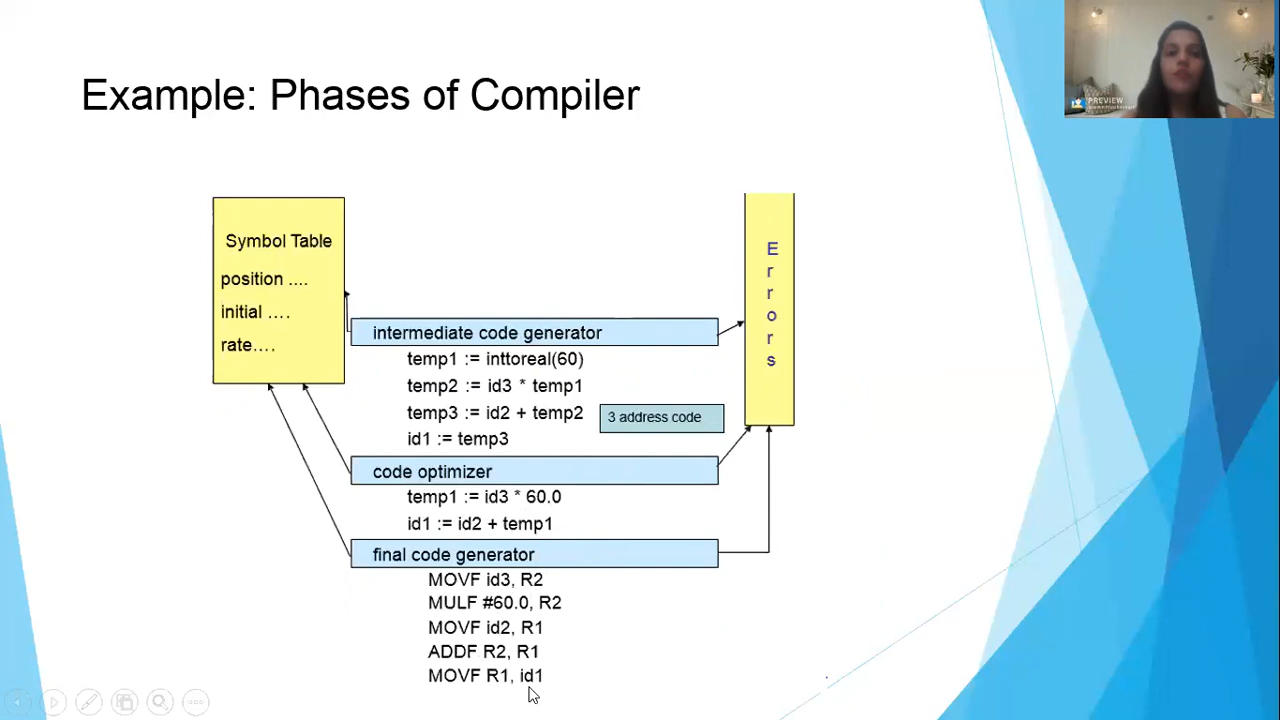 Example: Phases of Compiler
PREVIEW
Symbol Table
position ....
initial ....
rate....
Errors
intermediate code generator
temp1 := inttoreal(60)
temp2 := id3 * temp1
temp3 := id2 + temp2
3 address code
id1 := temp3
code optimizer
temp1 := id3 * 60.0
id1 := id2 + temp1
final code generator
MOVF id3, R2
MULF #60.0, R2
MOVF id2, R1
ADDF R2, R1
MOVF R1, id1